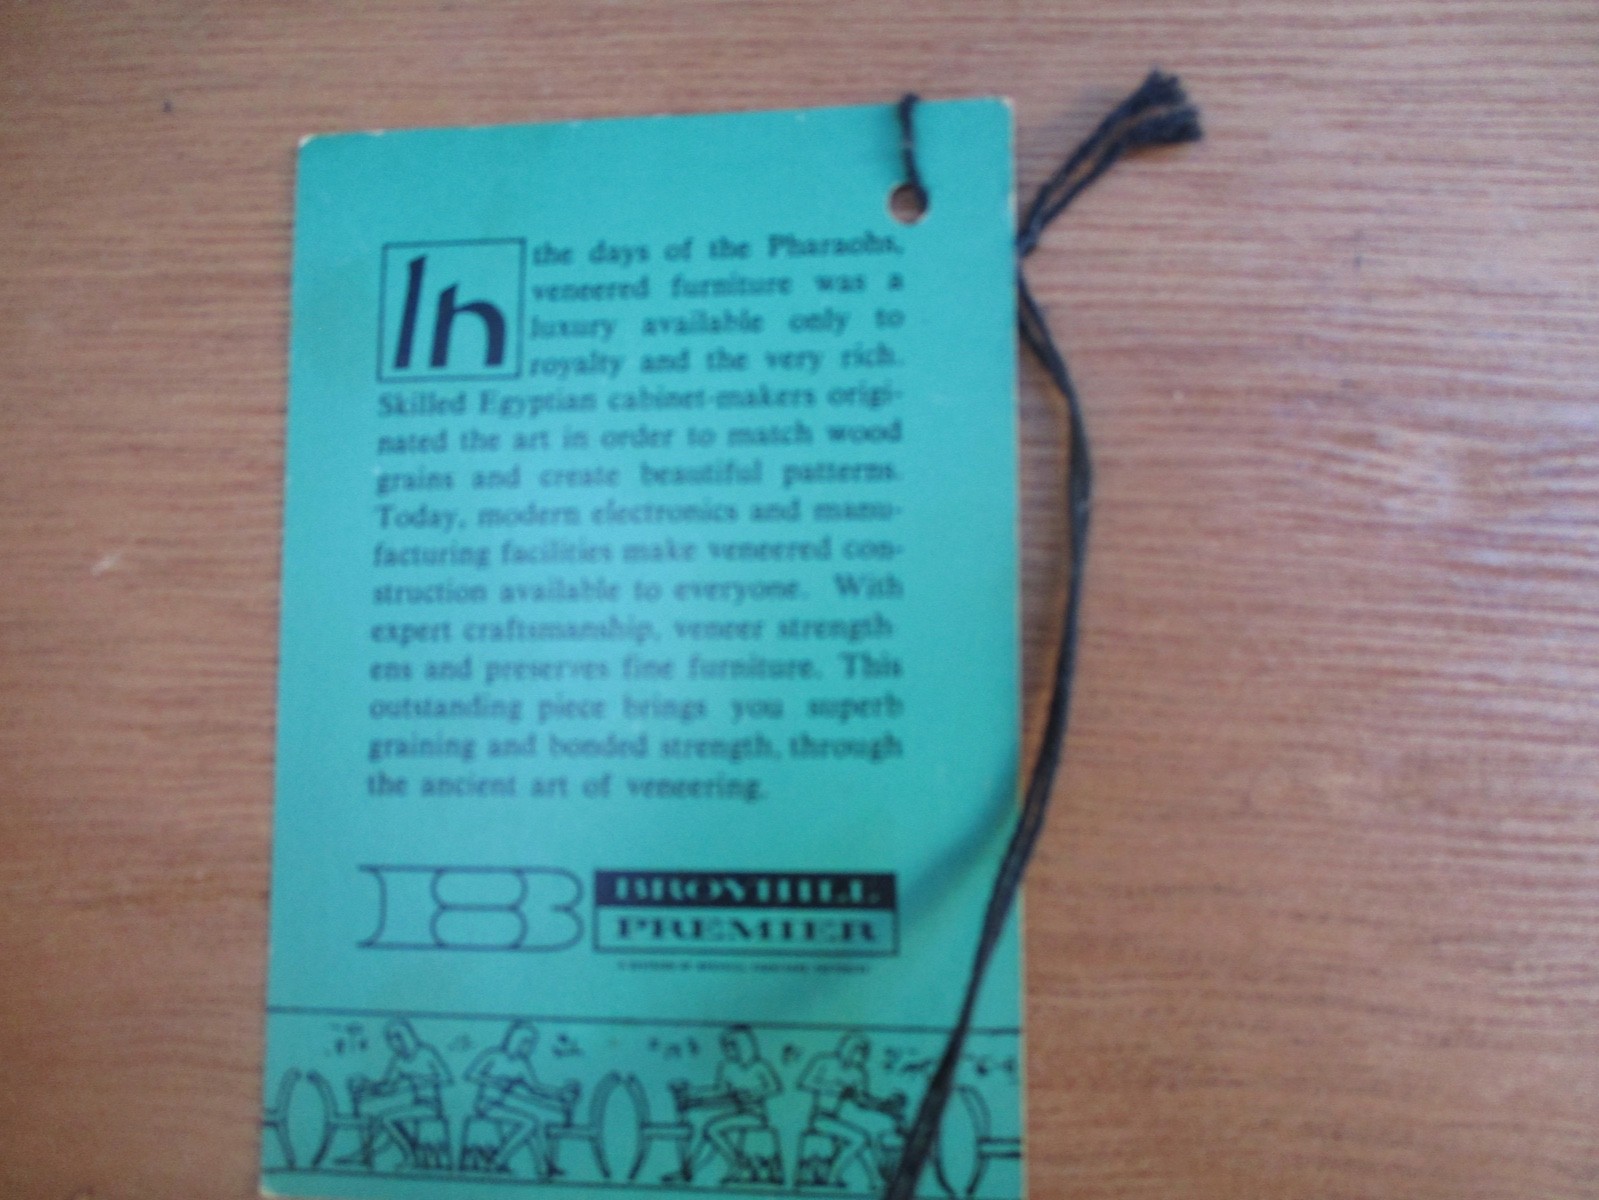 In the days of the Pharaohs,
veneered furniture was a
luxury available only to
royalty and the very rich.
Skilled Egyptian cabinet-makers origi-
nated the art in order to match wood
grains and create beautiful patterns.
Today, modern electronics and manu-
facturing facilities make veneered con-
struction available to everyone. With
expert craftsmanship, veneer strength
ens and preserves fine furniture. This
outstanding piece brings you superb
graining and bonded strength, through
the ancient art of veneering.
B BROYHILL
PREMIER